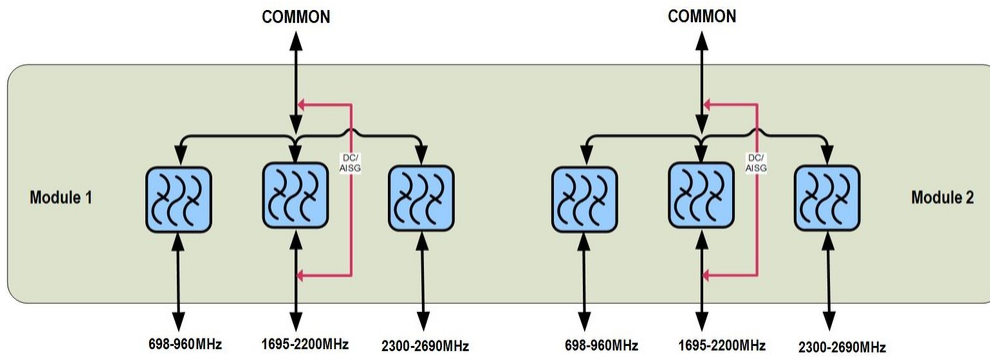 COMMON
COMMON
DC/
AISG
DC/
AISG
Module 1
Module 2
698-960MHz
1695-2200MHz
2300-2690MHz
698-960MHz
1695-2200MHz
2300-2690MHz